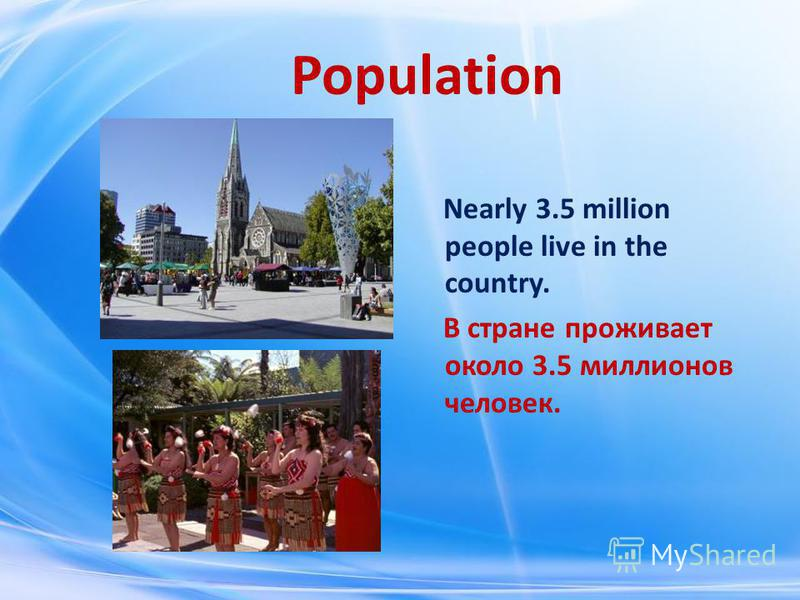 Population
Nearly 3.5 million
people live in the
country.
В стране проживает
около 3.5 миллионов
человек.
MyShared